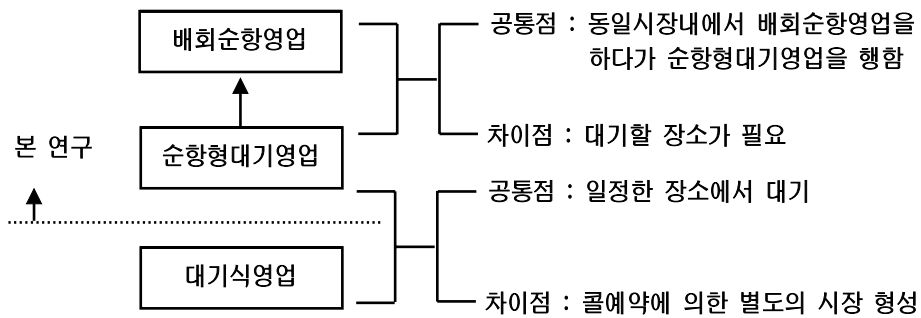 배회순항영업
공통점 : 동일시장내에서 배회순항영업을
하다가 순항형대기영업을 행함
본 연구
순항형대기영업
차이점 : 대기할 장소가 필요
공통점 : 일정한 장소에서 대기
대기식영업
차이점 : 콜예약에 의한 별도의 시장 형성